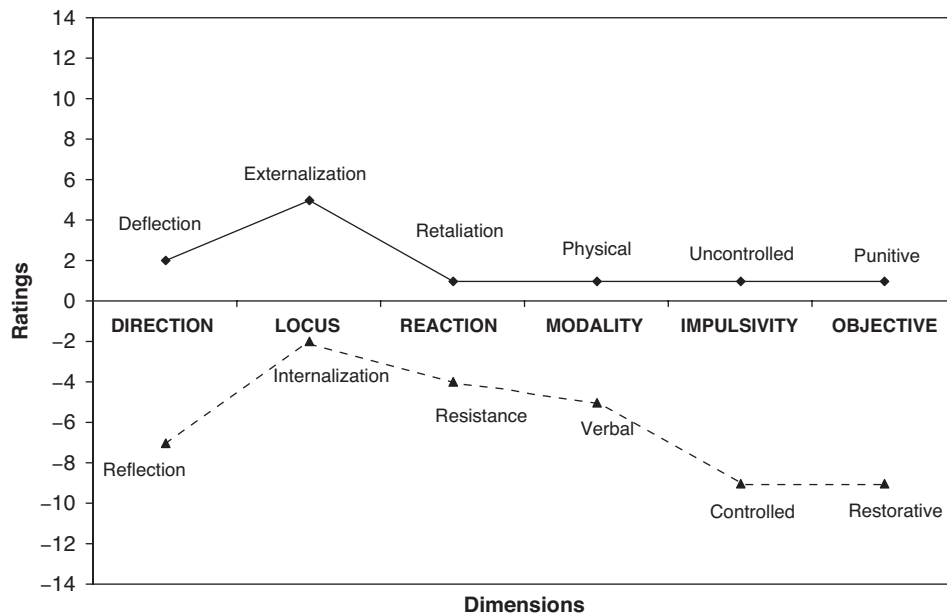 14
12
10
8
6
4
2
0
−2
−4
−6
−8
−10
−12
−14
Ratings
Externalization
Deflection
Retaliation
Physical
Uncontrolled
Punitive
DIRECTION LOCUS REACTION MODALITY IMPULSIVITY OBJECTIVE
Internalization
Resistance
Verbal
Reflection
Controlled
Restorative
Dimensions